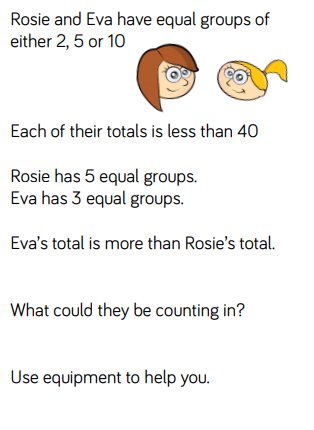 Rosie and Eva have equal groups of
either 2, 5 or 10
Each of their totals is less than 40
Rosie has 5 equal groups.
Eva has 3 equal groups.
Eva's total is more than Rosie's total.
What could they be counting in?
Use equipment to help you.